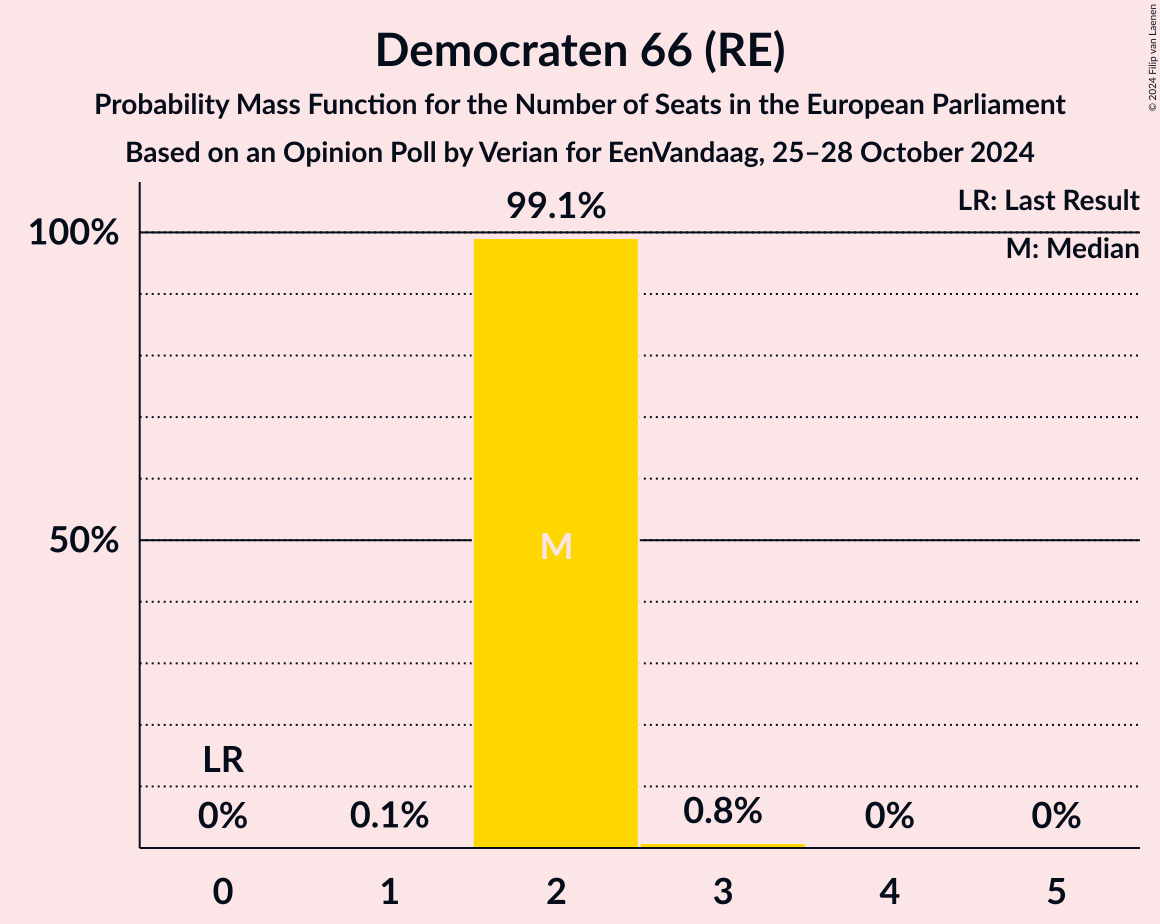 Democraten 66 (RE)
Probability Mass Function for the Number of Seats in the European Parliament
Based on an Opinion Poll by Verian for EenVandaag, 25–28 October 2024
© 2024 Filip van Laenen
LR: Last Result
M: Median
99.1%
100%
50%
M
LR
0%
0.1%
0.8%
0%
0%
0
1
2
3
4
5